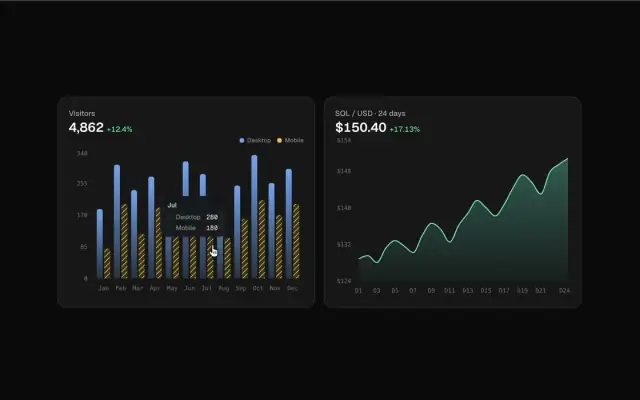 Visitors
4,862 +12.4%
Desktop Mobile
340
255
170
85
0
Jul
Desktop 280
Mobile 180
Jan Feb Mar Apr May Jun Jul Aug Sep Oct Nov Dec
SOL / USD · 24 days
$150.40 +17.13%
$156
$148
$140
$132
$124
D1 D3 D5 D7 D9 D11 D13 D15 D17 D19 D21 D24